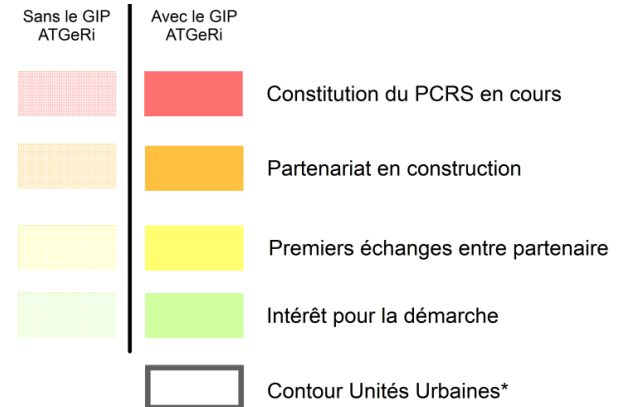 Sans le GIP
ATGeRi
Avec le GIP
ATGeRi
Constitution du PCRS en cours
Partenariat en construction
Premiers échanges entre partenaire
Intérêt pour la démarche
Contour Unités Urbaines*